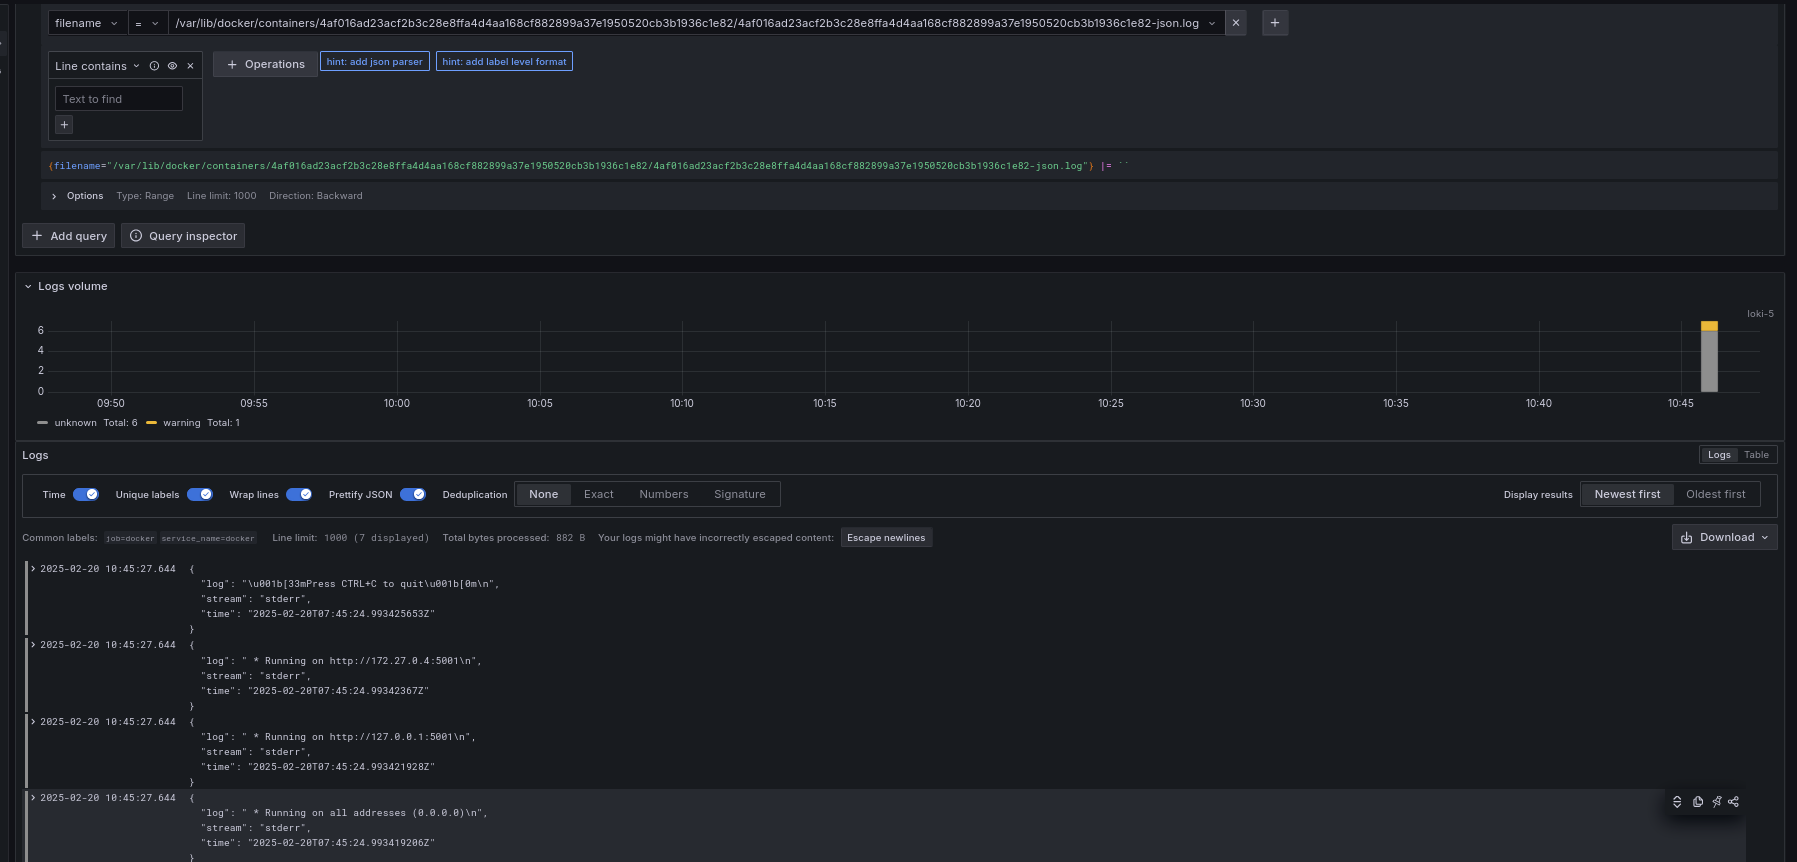 filename = /var/lib/docker/containers/4af016ad23acf2b3c28e8ffa4d4aa168cf882899a37e1950520cb3b1936c1e82/4af016ad23acf2b3c28e8ffa4d4aa168cf882899a37e1950520cb3b1936c1e82-json.log
Line contains
Operations
hint: add json parser
hint: add label level format
Text to find
{filename="/var/lib/docker/containers/4af016ad23acf2b3c28e8ffa4d4aa168cf882899a37e1950520cb3b1936c1e82/4af016ad23acf2b3c28e8ffa4d4aa168cf882899a37e1950520cb3b1936c1e82-json.log"} |= ``
Options Type: Range Line limit: 1000 Direction: Backward
+ Add query
Query inspector
Logs volume
loki-5
6
4
2
0
09:50 09:55 10:00 10:05 10:10 10:15 10:20 10:25 10:30 10:35 10:40 10:45
unknown Total: 6 warning Total: 1
Logs
Logs Table
Time Unique labels Wrap lines Prettify JSON Deduplication None Exact Numbers Signature Display results Newest first Oldest first
Common labels: job=docker service_name=docker Line limit: 1000 (7 displayed) Total bytes processed: 882 B Your logs might have incorrectly escaped content: Escape newlines Download
2025-02-20 10:45:27.644 {
"log": "\u001b[33mPress CTRL+C to quit\u001b[0m\n",
"stream": "stderr",
"time": "2025-02-20T07:45:24.993425653Z"
}
2025-02-20 10:45:27.644 {
"log": " * Running on http://172.27.0.4:5001\n",
"stream": "stderr",
"time": "2025-02-20T07:45:24.99342367Z"
}
2025-02-20 10:45:27.644 {
"log": " * Running on http://127.0.0.1:5001\n",
"stream": "stderr",
"time": "2025-02-20T07:45:24.993421928Z"
}
2025-02-20 10:45:27.644 {
"log": " * Running on all addresses (0.0.0.0)\n",
"stream": "stderr",
"time": "2025-02-20T07:45:24.993419206Z"
}